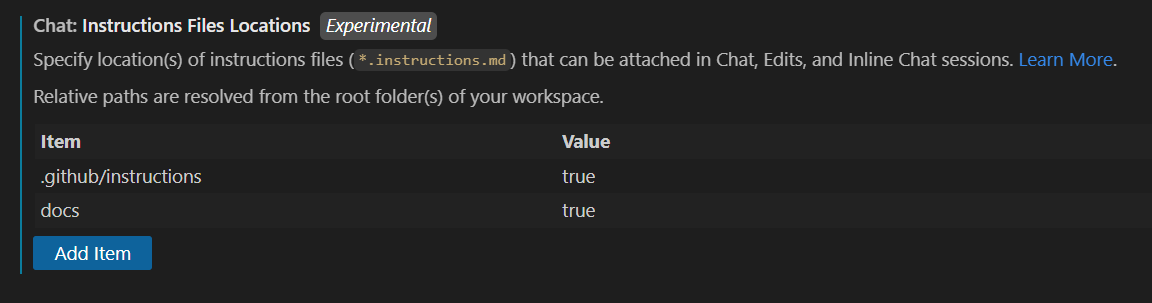 Chat: Instructions Files Locations Experimental
Specify location(s) of instructions files (*.instructions.md) that can be attached in Chat, Edits, and Inline Chat sessions. Learn More.
Relative paths are resolved from the root folder(s) of your workspace.
Item Value
.github/instructions true
docs true
Add Item